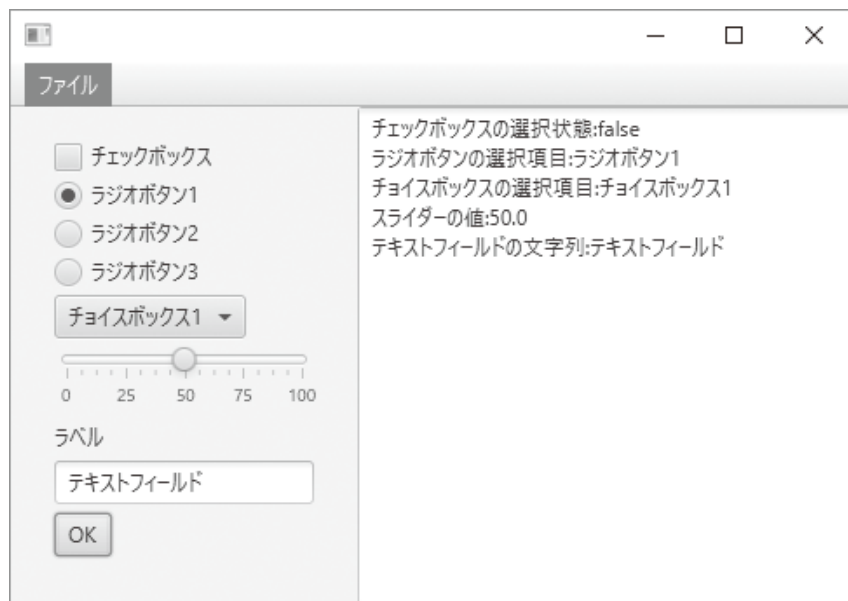 ファイル
チェックボックス
ラジオボタン1
ラジオボタン2
ラジオボタン3
チョイスボックス1
0 25 50 75 100
ラベル
テキストフィールド
OK
チェックボックスの選択状態:false
ラジオボタンの選択項目:ラジオボタン1
チョイスボックスの選択項目:チョイスボックス1
スライダーの値:50.0
テキストフィールドの文字列:テキストフィールド